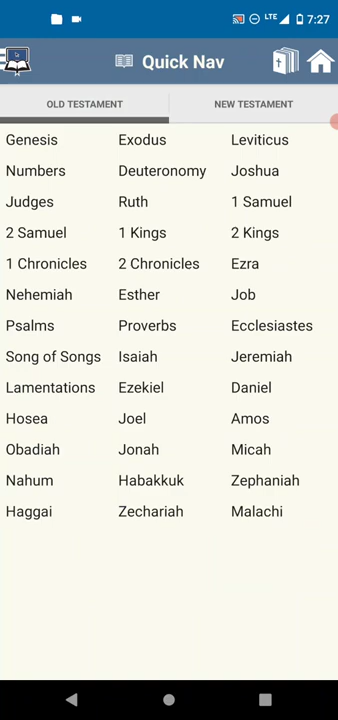 LTE 7:27
Quick Nav
OLD TESTAMENT NEW TESTAMENT
Genesis Exodus Leviticus
Numbers Deuteronomy Joshua
Judges Ruth 1 Samuel
2 Samuel 1 Kings 2 Kings
1 Chronicles 2 Chronicles Ezra
Nehemiah Esther Job
Psalms Proverbs Ecclesiastes
Song of Songs Isaiah Jeremiah
Lamentations Ezekiel Daniel
Hosea Joel Amos
Obadiah Jonah Micah
Nahum Habakkuk Zephaniah
Haggai Zechariah Malachi